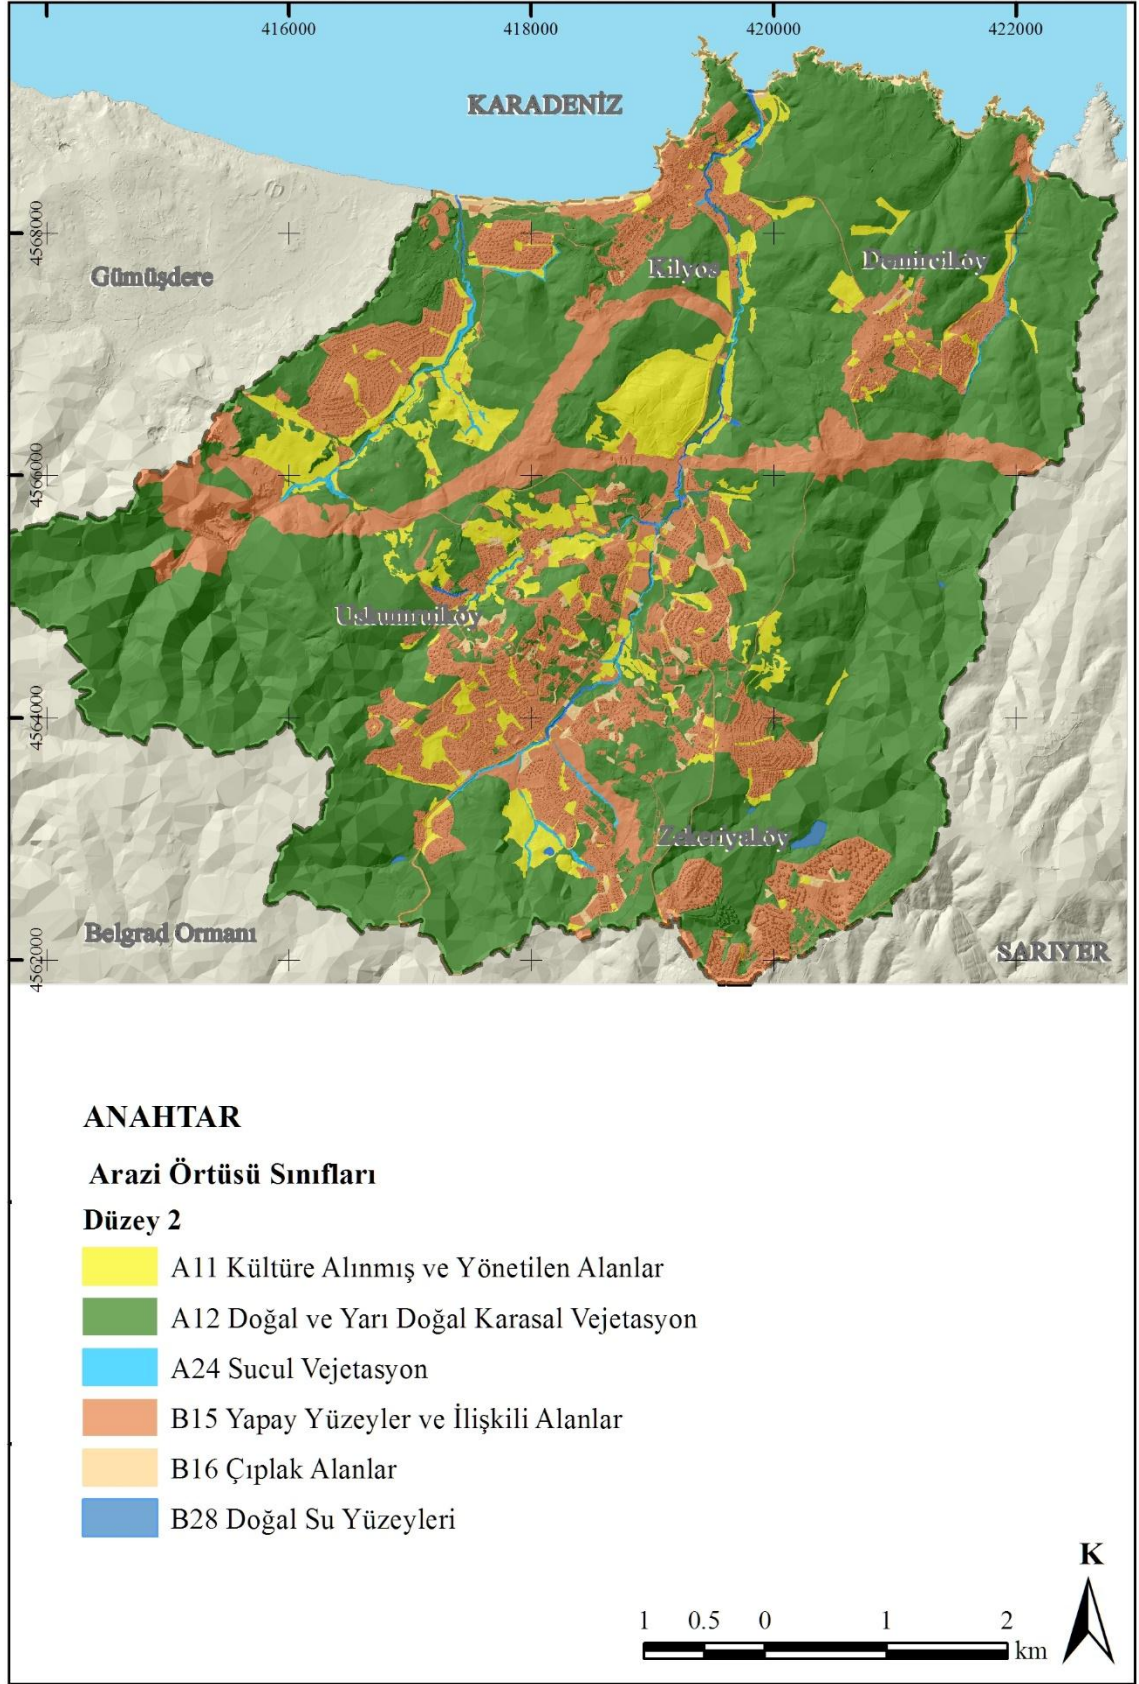 416000 418000 420000 422000
KARADENİZ
4568000
Gümüşdere
Kilyos
Demirciköy
4566000
Uskumruiköy
4564000
Zekeriyaköy
Belgrad Ormanı
SARIYER
4562000
ANAHTAR
Arazi Örtüsü Sınıfları
Düzey 2
A11 Kültüre Alınmış ve Yönetilen Alanlar
A12 Doğal ve Yarı Doğal Karasal Vejetasyon
A24 Sucul Vejetasyon
B15 Yapay Yüzeyler ve İlişkili Alanlar
B16 Çıplak Alanlar
B28 Doğal Su Yüzeyleri
K
1 0.5 0 1 2
km